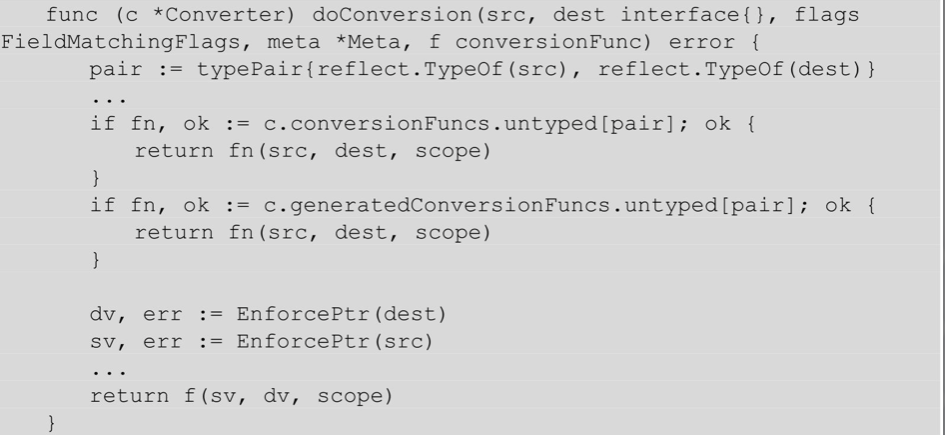 func (c *Converter) doConversion(src, dest interface{}, flags
FieldMatchingFlags, meta *Meta, f conversionFunc) error {
pair := typePair{reflect.TypeOf(src), reflect.TypeOf(dest)}
...
if fn, ok := c.conversionFuncs.untyped[pair]; ok {
return fn(src, dest, scope)
}
if fn, ok := c.generatedConversionFuncs.untyped[pair]; ok {
return fn(src, dest, scope)
}
dv, err := EnforcePtr(dest)
sv, err := EnforcePtr(src)
...
return f(sv, dv, scope)
}